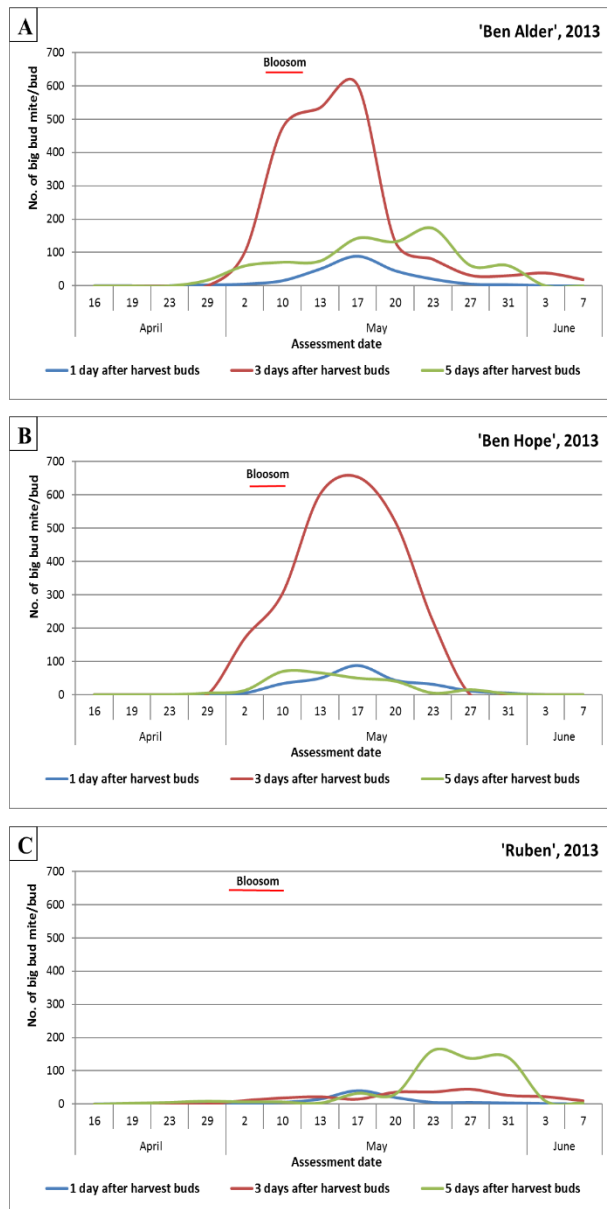 A
'Ben Alder', 2013
700
Bloosom
600
500
400
300
200
100
0
No. of big bud mite/bud
16 19 23 29 2 10 13 17 20 23 27 31 3 7
April May June
Assessment date
1 day after harvest buds 3 days after harvest buds 5 days after harvest buds
B
'Ben Hope', 2013
700
Bloosom
600
500
400
300
200
100
0
No. of big bud mite/bud
16 19 23 29 2 10 13 17 20 23 27 31 3 7
April May June
Assessment date
1 day after harvest buds 3 days after harvest buds 5 days after harvest buds
C
'Ruben', 2013
700
Bloosom
600
500
400
300
200
100
0
No. of big bud mite/bud
16 19 23 29 2 10 13 17 20 23 27 31 3 7
April May June
Assessment date
1 day after harvest buds 3 days after harvest buds 5 days after harvest buds